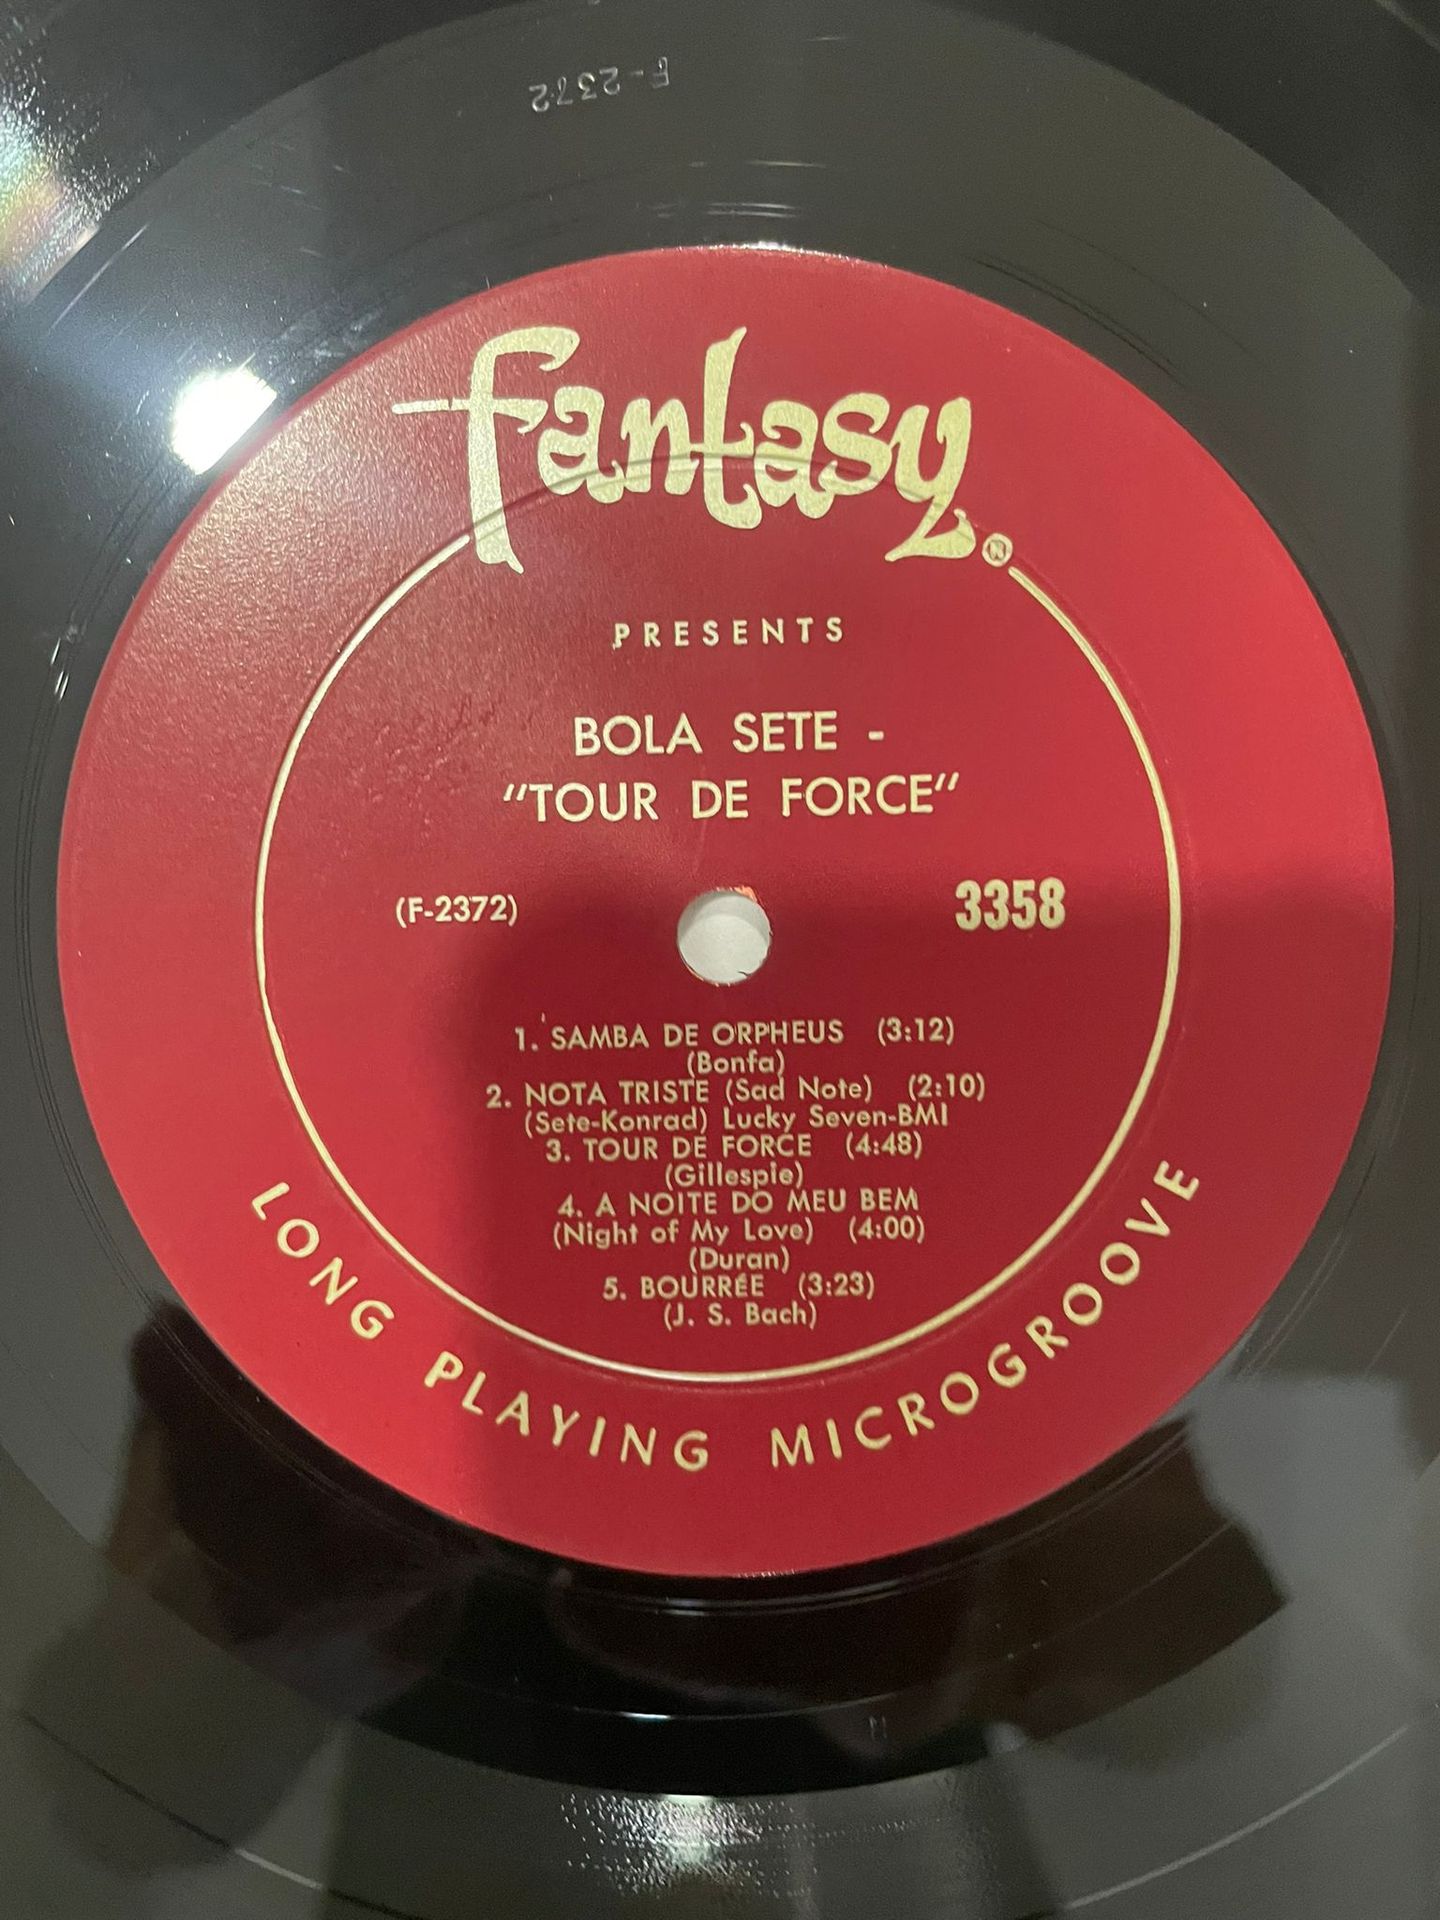 F-2372
fantasy®
PRESENTS
BOLA SETE -
"TOUR DE FORCE"
(F-2372) 3358
1. SAMBA DE ORPHEUS (3:12)
(Bonfa)
2. NOTA TRISTE (Sad Note) (2:10)
(Sete-Konrad) Lucky Seven-BMI
3. TOUR DE FORCE (4:48)
(Gillespie)
4. A NOITE DO MEU BEM
(Night of My Love) (4:00)
(Duran)
5. BOURRÉE (3:23)
(J. S. Bach)
LONG PLAYING MICROGROOVE